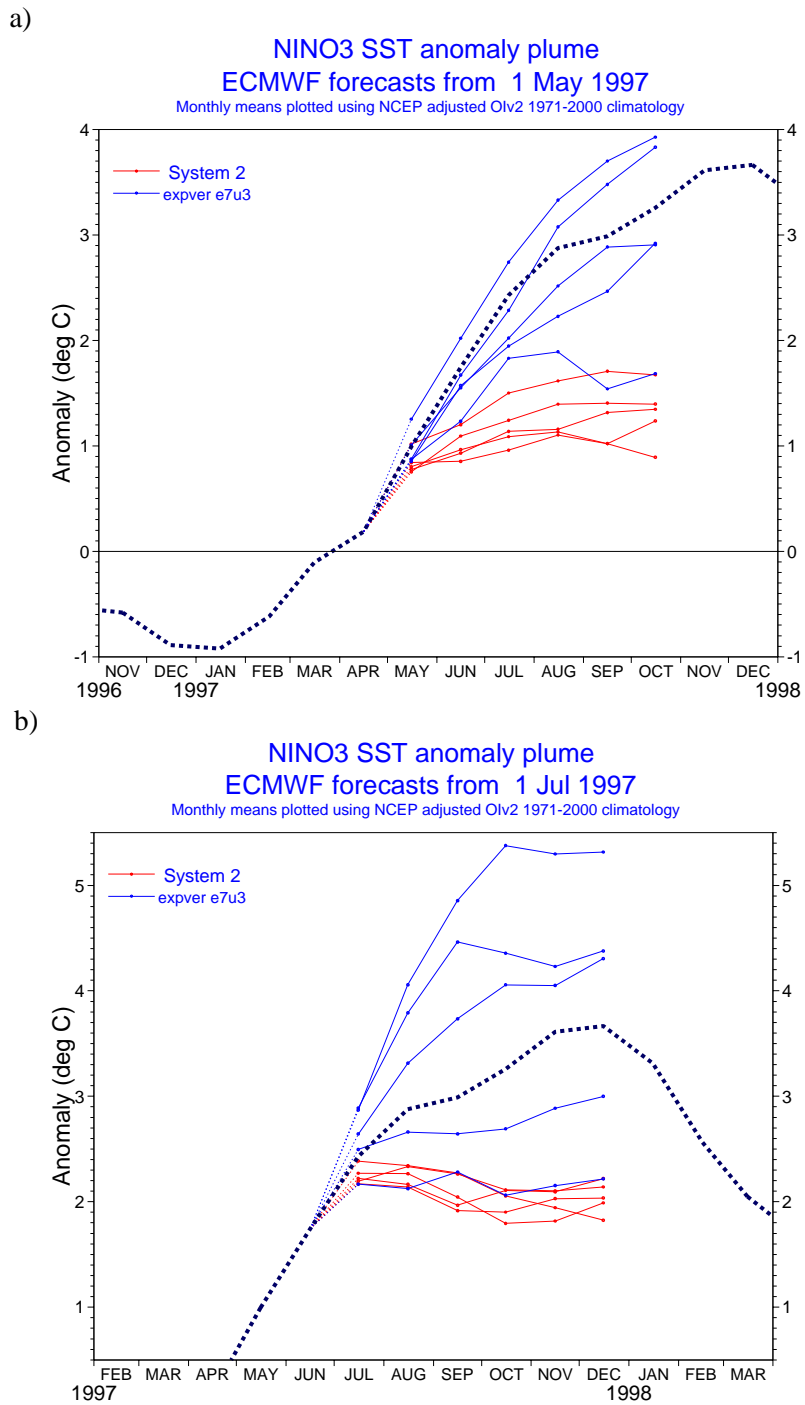 a)
NINO3 SST anomaly plume
ECMWF forecasts from 1 May 1997
Monthly means plotted using NCEP adjusted OIv2 1971-2000 climatology
System 2
expver e7u3
Anomaly (deg C)
4 4
3 3
2 2
1 1
0 0
-1 -1
NOV DEC JAN FEB MAR APR MAY JUN JUL AUG SEP OCT NOV DEC
1996 1997 1998
b)
NINO3 SST anomaly plume
ECMWF forecasts from 1 Jul 1997
Monthly means plotted using NCEP adjusted OIv2 1971-2000 climatology
System 2
expver e7u3
Anomaly (deg C)
5 5
4 4
3 3
2 2
1 1
FEB MAR APR MAY JUN JUL AUG SEP OCT NOV DEC JAN FEB MAR
1997 1998